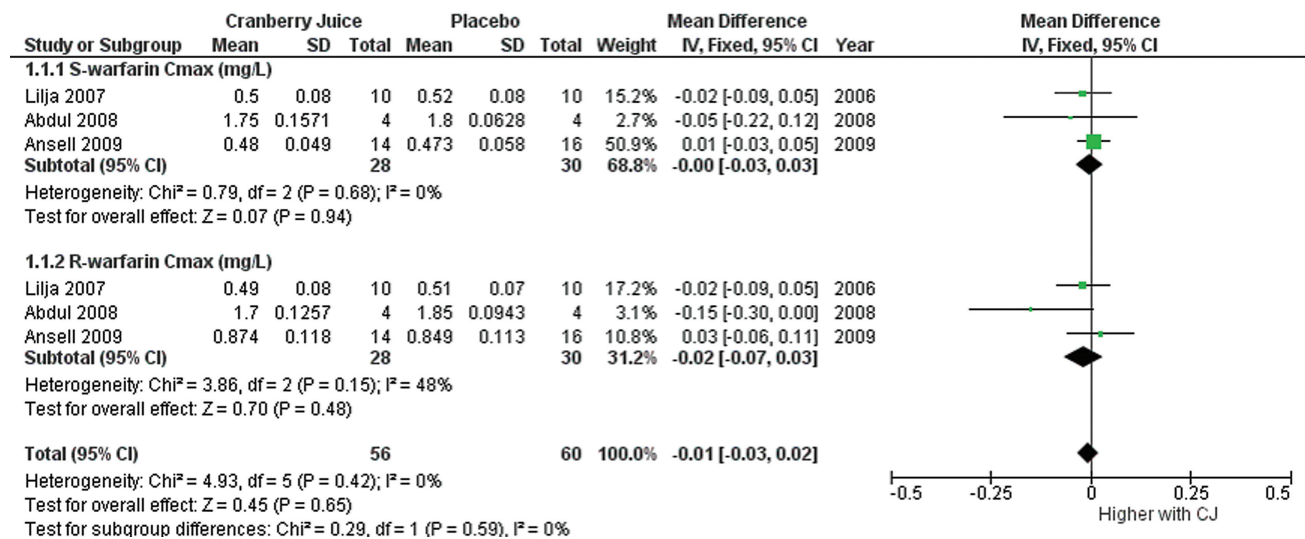 Cranberry Juice Placebo Mean Difference Mean Difference
Study or Subgroup Mean SD Total Mean SD Total Weight IV, Fixed, 95% CI Year IV, Fixed, 95% CI
1.1.1 S-warfarin Cmax (mg/L)
Lilja 2007 0.5 0.08 10 0.52 0.08 10 15.2% -0.02 [-0.09, 0.05] 2006
Abdul 2008 1.75 0.1571 4 1.8 0.0628 4 2.7% -0.05 [-0.22, 0.12] 2008
Ansell 2009 0.48 0.049 14 0.473 0.058 16 50.9% 0.01 [-0.03, 0.05] 2009
Subtotal (95% CI) 28 30 68.8% -0.00 [-0.03, 0.03]
Heterogeneity: Chi² = 0.79, df = 2 (P = 0.68); I² = 0%
Test for overall effect: Z = 0.07 (P = 0.94)
1.1.2 R-warfarin Cmax (mg/L)
Lilja 2007 0.49 0.08 10 0.51 0.07 10 17.2% -0.02 [-0.09, 0.05] 2006
Abdul 2008 1.7 0.1257 4 1.85 0.0943 4 3.1% -0.15 [-0.30, 0.00] 2008
Ansell 2009 0.874 0.118 14 0.849 0.113 16 10.8% 0.03 [-0.06, 0.11] 2009
Subtotal (95% CI) 28 30 31.2% -0.02 [-0.07, 0.03]
Heterogeneity: Chi² = 3.86, df = 2 (P = 0.15); I² = 48%
Test for overall effect: Z = 0.70 (P = 0.48)
Total (95% CI) 56 60 100.0% -0.01 [-0.03, 0.02]
Heterogeneity: Chi² = 4.93, df = 5 (P = 0.42); I² = 0%
Test for overall effect: Z = 0.45 (P = 0.65)
Test for subgroup differences: Chi² = 0.29, df = 1 (P = 0.59), I² = 0%
-0.5 -0.25 0 0.25 0.5
Higher with CJ